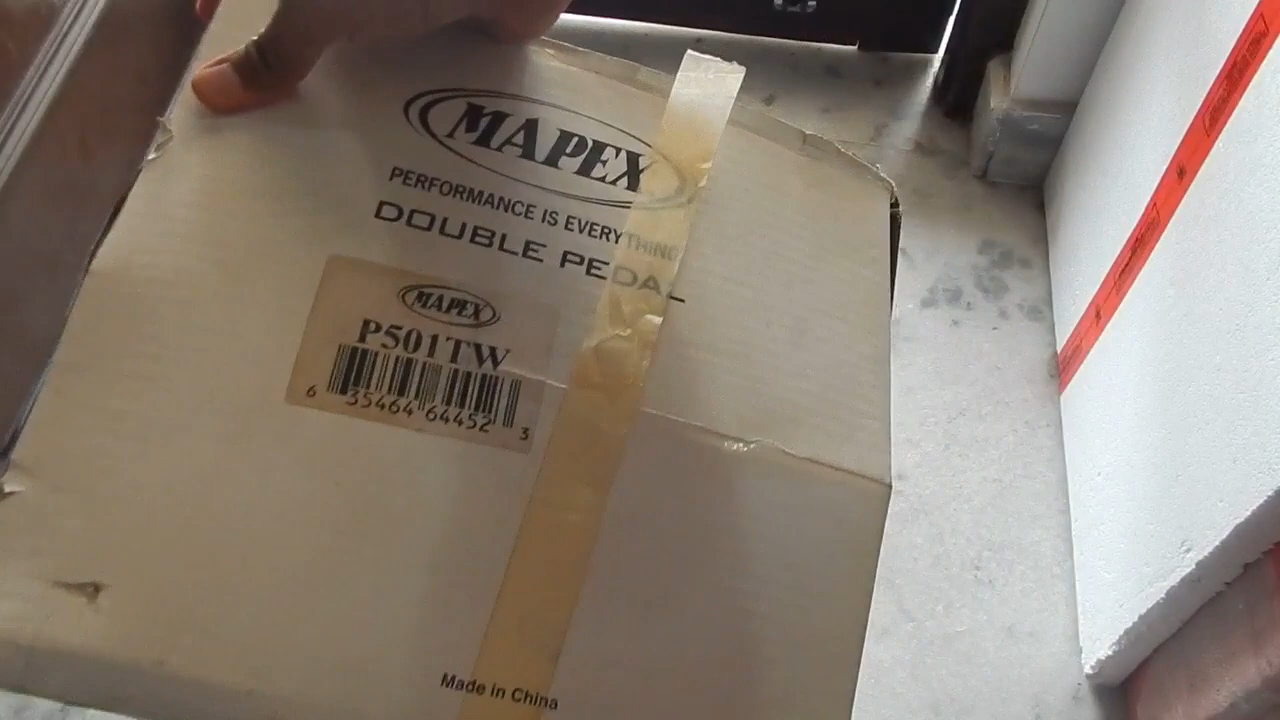 MAPEX
PERFORMANCE IS EVERYTHING
DOUBLE PEDAL
MAPEX
P501TW
6 35464 64452 3
Made in China